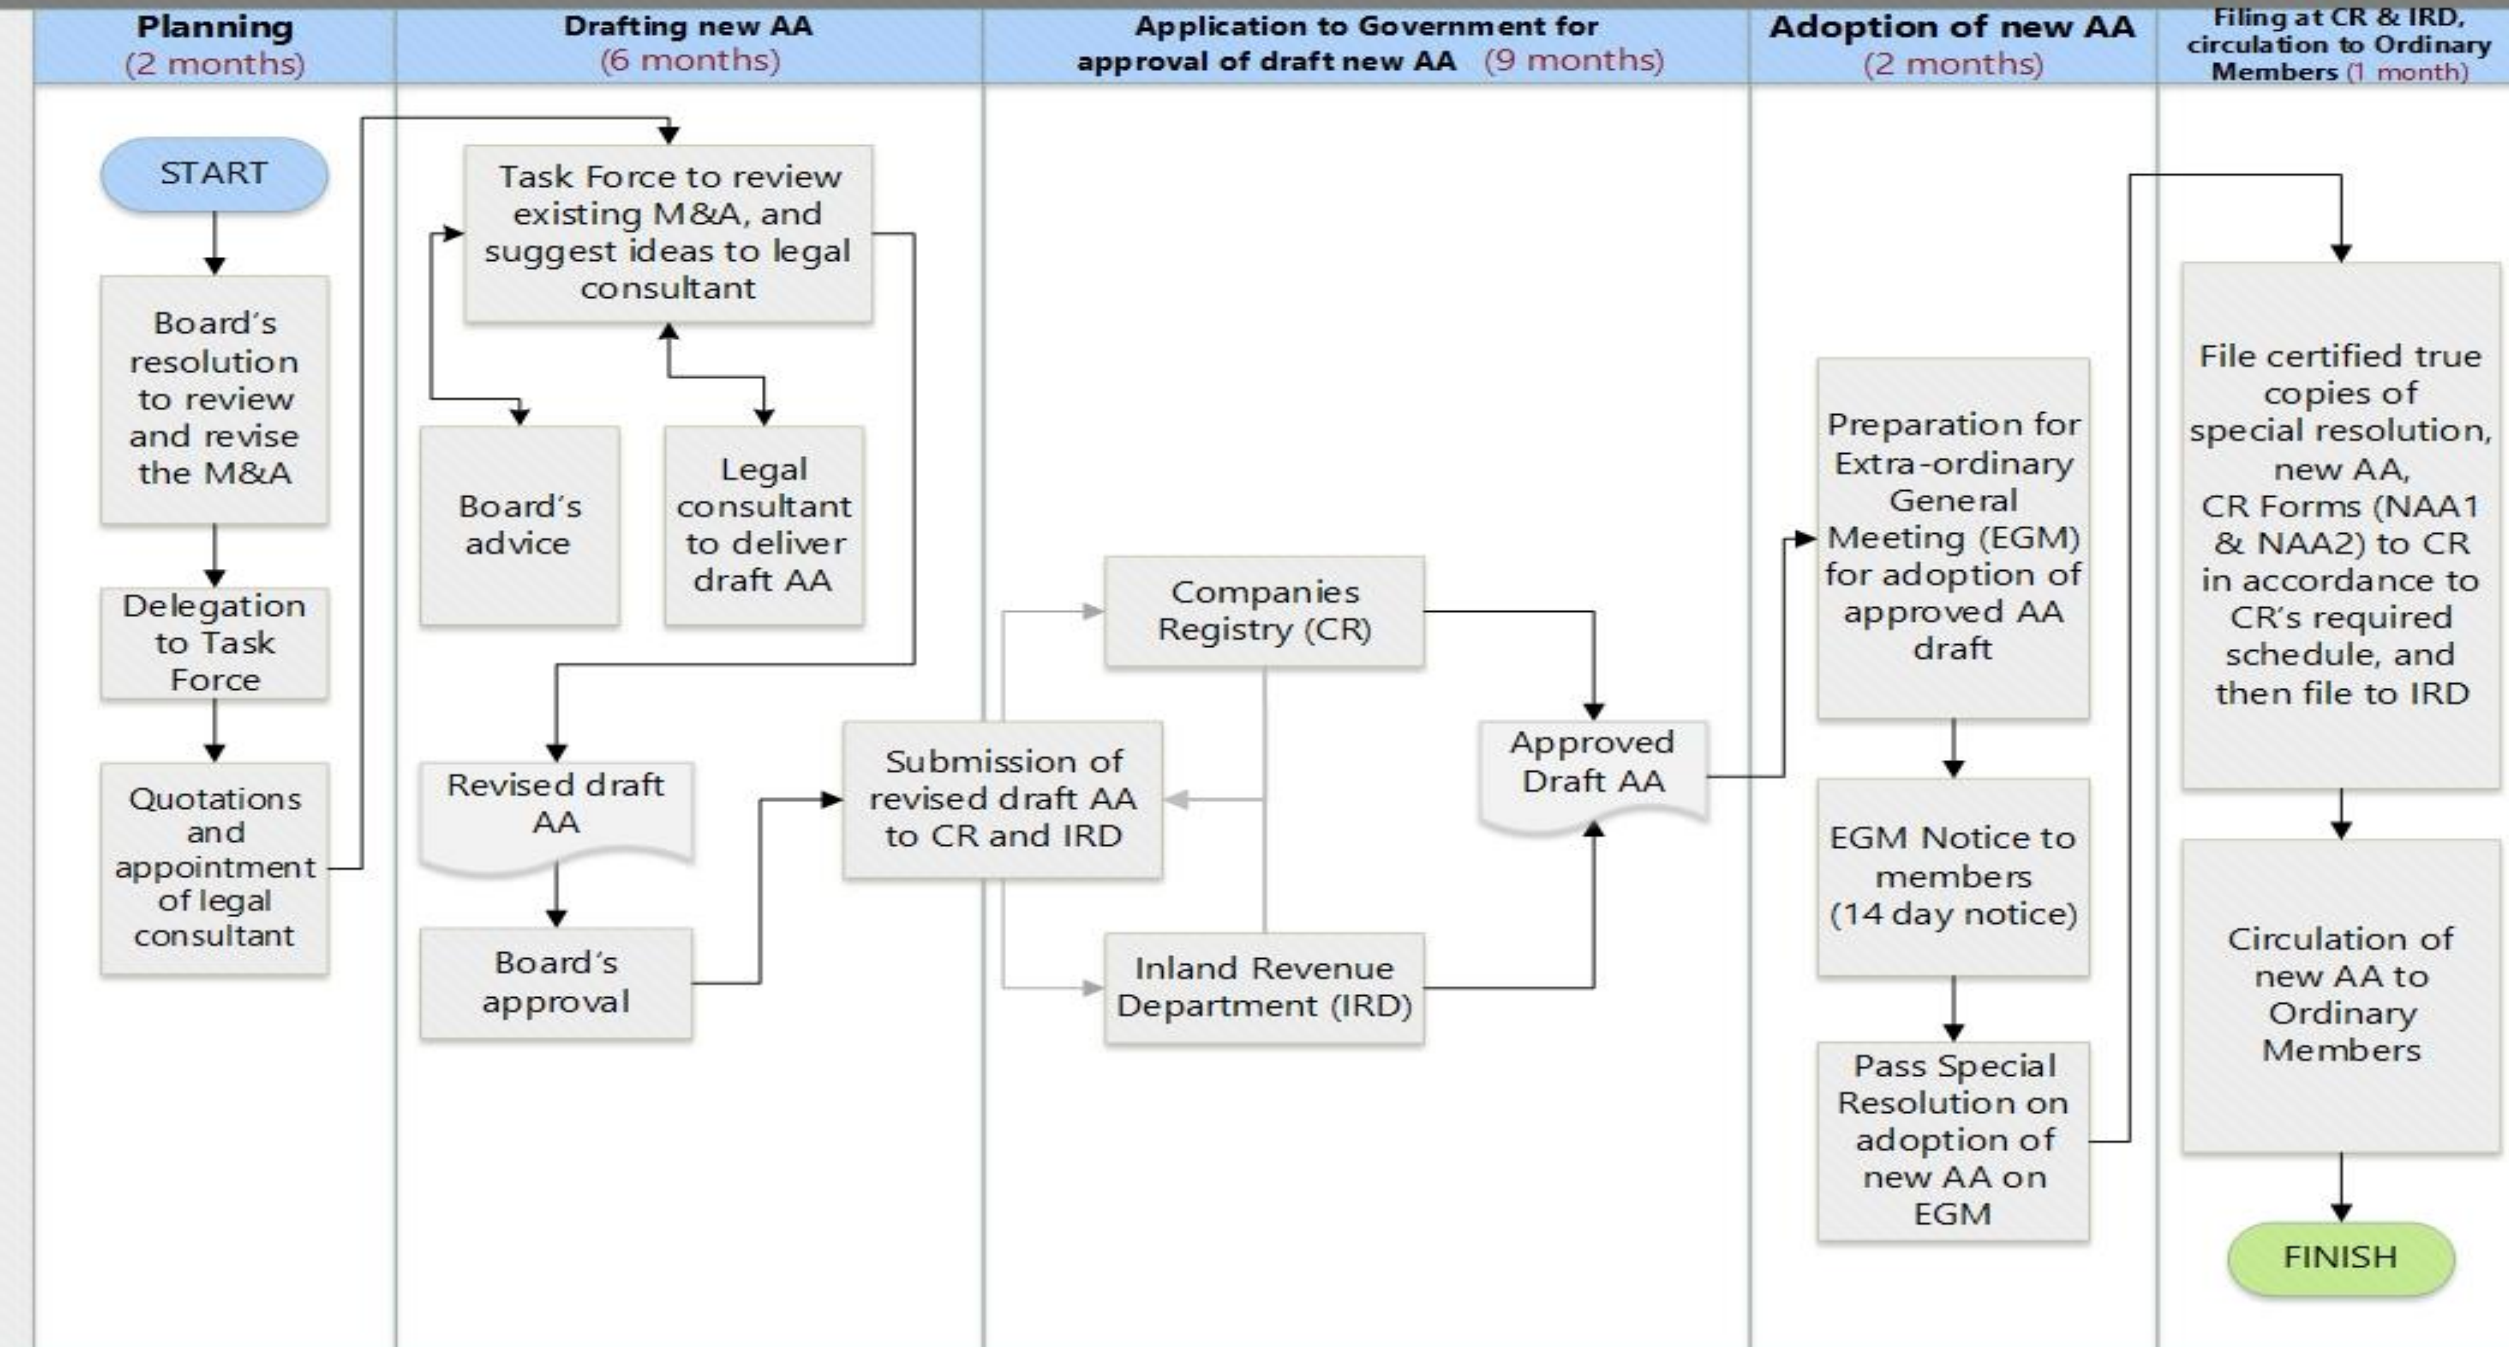 Planning
(2 months)
Drafting new AA
(6 months)
Application to Government for
approval of draft new AA (9 months)
Adoption of new AA
(2 months)
Filing at CR & IRD,
circulation to Ordinary
Members (1 month)
START
Board's
resolution
to review
and revise
the M&A
Delegation
to Task
Force
Quotations
and
appointment
of legal
consultant
Task Force to review
existing M&A, and
suggest ideas to legal
consultant
Board's
advice
Legal
consultant
to deliver
draft AA
Revised draft
AA
Board's
approval
Submission of
revised draft AA
to CR and IRD
Companies
Registry (CR)
Inland Revenue
Department (IRD)
Approved
Draft AA
Preparation for
Extra-ordinary
General
Meeting (EGM)
for adoption of
approved AA
draft
EGM Notice to
members
(14 day notice)
Pass Special
Resolution on
adoption of
new AA on
EGM
File certified true
copies of
special resolution,
new AA,
CR Forms (NAA1
& NAA2) to CR
in accordance to
CR's required
schedule, and
then file to IRD
Circulation of
new AA to
Ordinary
Members
FINISH